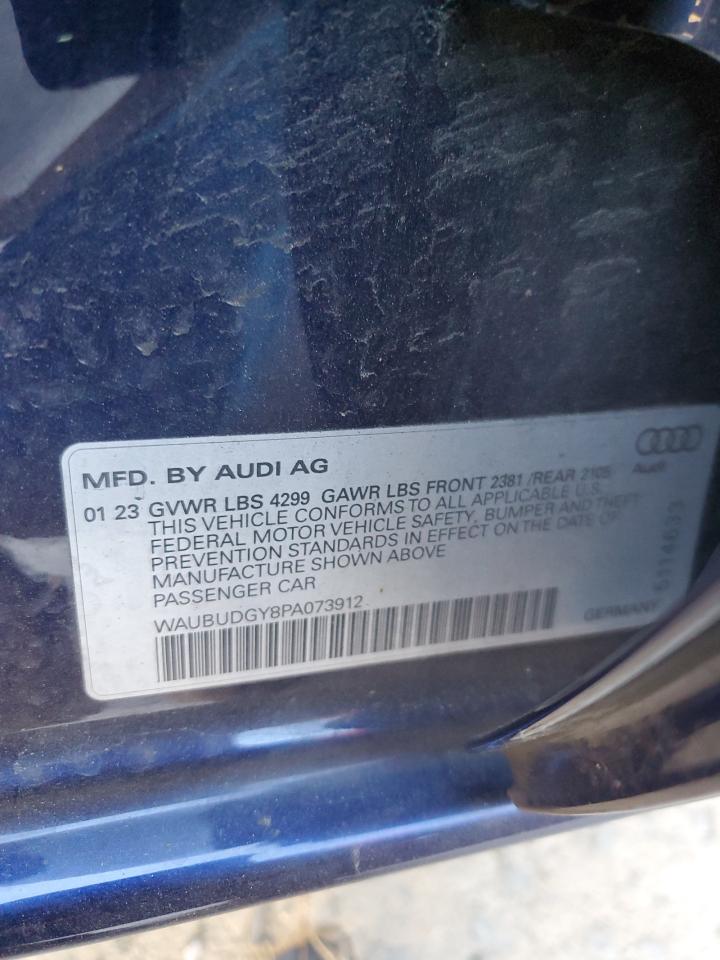 MFD. BY AUDI AG
Audi
01 23 GVWR LBS 4299 GAWR LBS FRONT 2381 /REAR 2105
THIS VEHICLE CONFORMS TO ALL APPLICABLE U.S.
FEDERAL MOTOR VEHICLE SAFETY, BUMPER AND THEFT
PREVENTION STANDARDS IN EFFECT ON THE DATE OF
MANUFACTURE SHOWN ABOVE
PASSENGER CAR
WAUBUDGY8PA073912
GERMANY
5114633